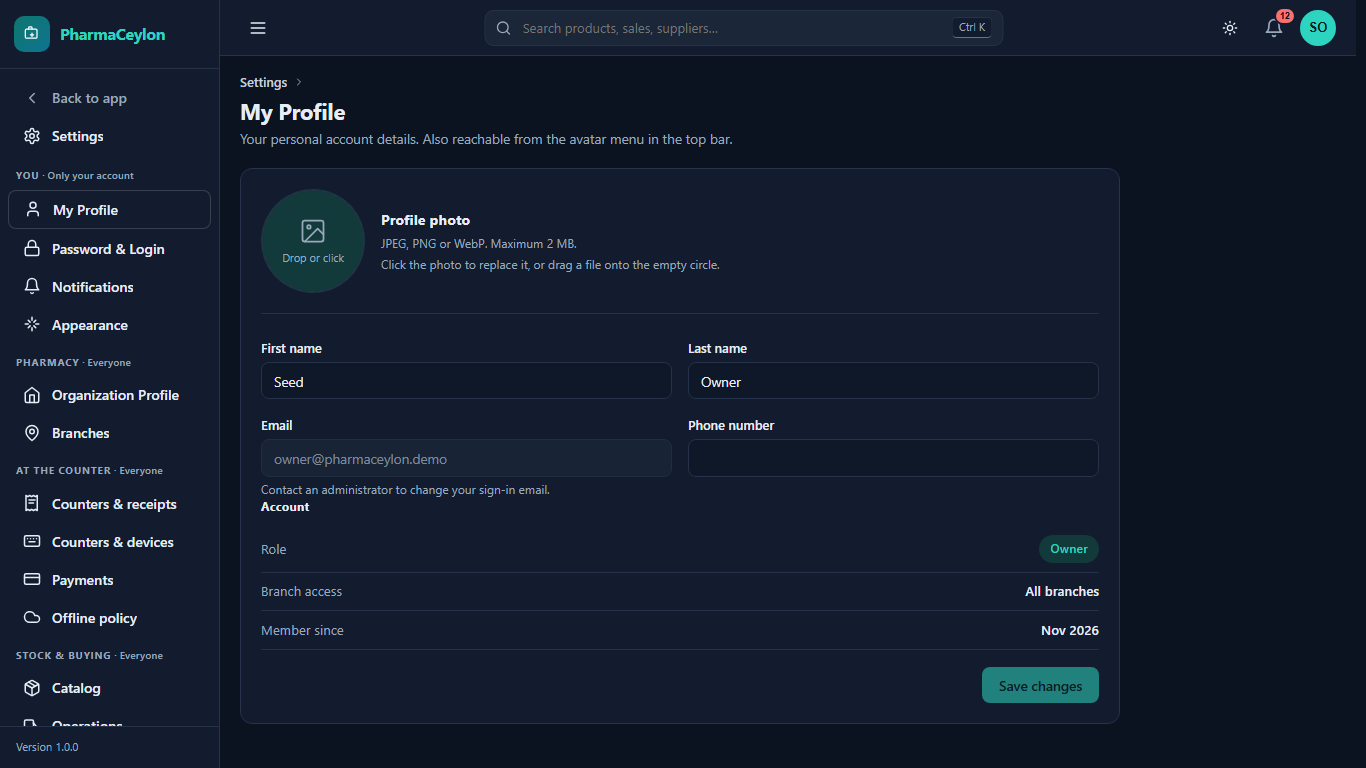 PharmaCeylon
Search products, sales, suppliers...
Ctrl K
12
SO
Back to app
Settings
YOU · Only your account
My Profile
Password & Login
Notifications
Appearance
PHARMACY · Everyone
Organization Profile
Branches
AT THE COUNTER · Everyone
Counters & receipts
Counters & devices
Payments
Offline policy
STOCK & BUYING · Everyone
Catalog
Operations
Version 1.0.0
Settings
My Profile
Your personal account details. Also reachable from the avatar menu in the top bar.
Drop or click
Profile photo
JPEG, PNG or WebP. Maximum 2 MB.
Click the photo to replace it, or drag a file onto the empty circle.
First name
Seed
Last name
Owner
Email
owner@pharmaceylon.demo
Phone number
Contact an administrator to change your sign-in email.
Account
Role
Owner
Branch access
All branches
Member since
Nov 2026
Save changes